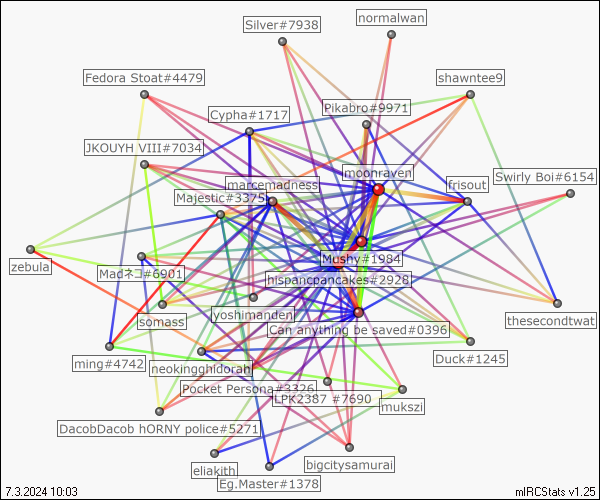 normalwan
Silver#7938
Fedora Stoat#4479
shawntee9
Pikabro#9971
Cypha#1717
JKOUYH VIII#7034
moonraven
Swirly Boi#6154
marcemadness
frisout
Majestic#3375
Mushy#1984
zebula
Madネコ#6901
hispancpancakes#2928
somass
yoshimanden
thesecondtwat
Can anything be saved#0396
Duck#1245
ming#4742
neokingghidorah
Pocket Persona#3326
LPK2387 #7690
mukszi
DacobDacob hORNY police#5271
bigcitysamurai
eliakith
Eg.Master#1378
7.3.2024 10:03
mIRCStats v1.25